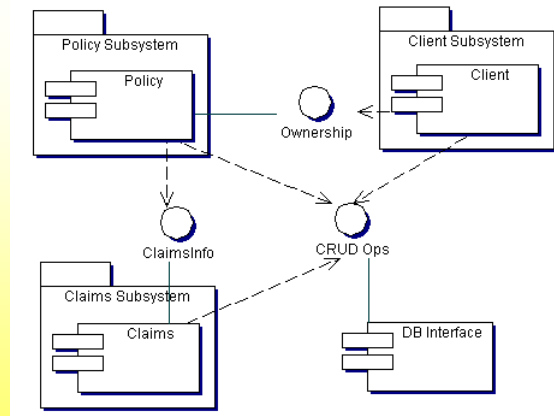 Policy Subsystem
Client Subsystem
Policy
Client
Ownership
ClaimsInfo
CRUD Ops
Claims Subsystem
Claims
DB Interface